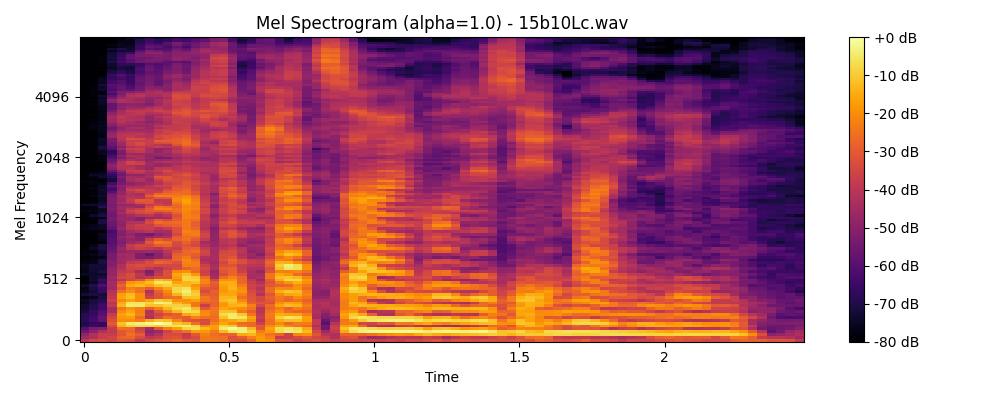 Mel Spectrogram (alpha=1.0) - 15b10Lc.wav
Mel Frequency
4096
2048
1024
512
0
0
0.5
1
1.5
2
Time
+0 dB
-10 dB
-20 dB
-30 dB
-40 dB
-50 dB
-60 dB
-70 dB
-80 dB